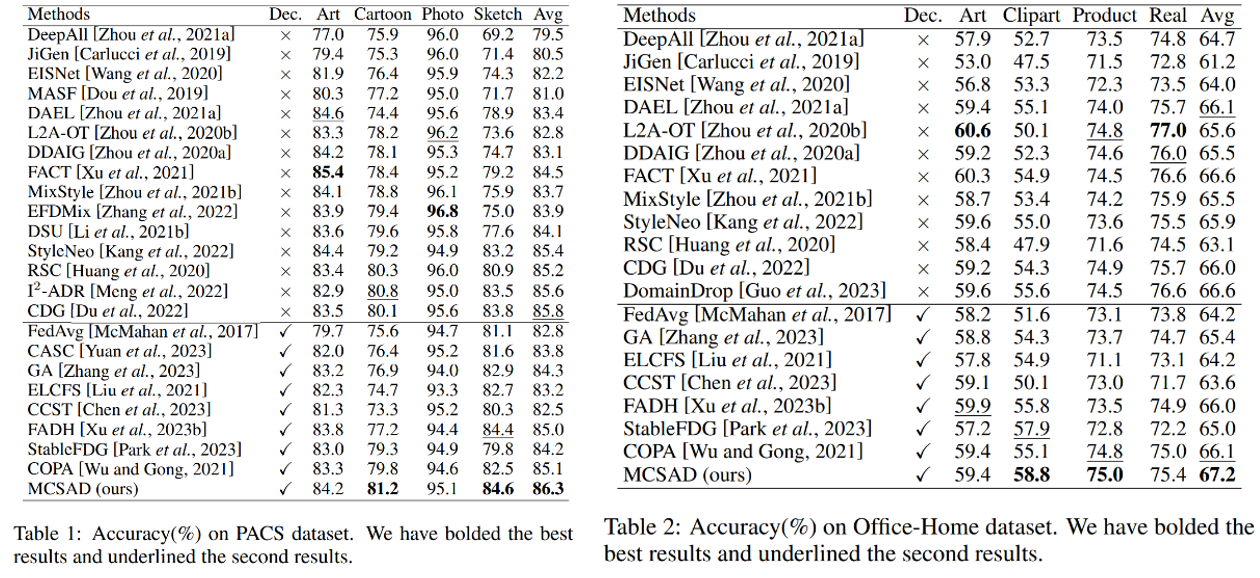 Methods Dec. Art Cartoon Photo Sketch Avg
DeepAll [Zhou et al., 2021a] × 77.0 75.9 96.0 69.2 79.5
JiGen [Carlucci et al., 2019] × 79.4 75.3 96.0 71.4 80.5
EISNet [Wang et al., 2020] × 81.9 76.4 95.9 74.3 82.2
MASF [Dou et al., 2019] × 80.3 77.2 95.0 71.7 81.0
DAEL [Zhou et al., 2021a] × 84.6 74.4 95.6 78.9 83.4
L2A-OT [Zhou et al., 2020b] × 83.3 78.2 96.2 73.6 82.8
DDAIG [Zhou et al., 2020a] × 84.2 78.1 95.3 74.7 83.1
FACT [Xu et al., 2021] × 85.4 78.4 95.2 79.2 84.5
MixStyle [Zhou et al., 2021b] × 84.1 78.8 96.1 75.9 83.7
EFDMix [Zhang et al., 2022] × 83.9 79.4 96.8 75.0 83.9
DSU [Li et al., 2021b] × 83.6 79.6 95.8 77.6 84.1
StyleNeo [Kang et al., 2022] × 84.4 79.2 94.9 83.2 85.4
RSC [Huang et al., 2020] × 83.4 80.3 96.0 80.9 85.2
I²-ADR [Meng et al., 2022] × 82.9 80.8 95.0 83.5 85.6
CDG [Du et al., 2022] × 83.5 80.1 95.6 83.8 85.8
FedAvg [McMahan et al., 2017] ✓ 79.7 75.6 94.7 81.1 82.8
CASC [Yuan et al., 2023] ✓ 82.0 76.4 95.2 81.6 83.8
GA [Zhang et al., 2023] ✓ 83.2 76.9 94.0 82.9 84.3
ELCFS [Liu et al., 2021] ✓ 82.3 74.7 93.3 82.7 83.2
CCST [Chen et al., 2023] ✓ 81.3 73.3 95.2 80.3 82.5
FADH [Xu et al., 2023b] ✓ 83.8 77.2 94.4 84.4 85.0
StableFDG [Park et al., 2023] ✓ 83.0 79.3 94.9 79.8 84.2
COPA [Wu and Gong, 2021] ✓ 83.3 79.8 94.6 82.5 85.1
MCSAD (ours) ✓ 84.2 81.2 95.1 84.6 86.3
Table 1: Accuracy(%) on PACS dataset. We have bolded the best
results and underlined the second results.
Methods Dec. Art Clipart Product Real Avg
DeepAll [Zhou et al., 2021a] × 57.9 52.7 73.5 74.8 64.7
JiGen [Carlucci et al., 2019] × 53.0 47.5 71.5 72.8 61.2
EISNet [Wang et al., 2020] × 56.8 53.3 72.3 73.5 64.0
DAEL [Zhou et al., 2021a] × 59.4 55.1 74.0 75.7 66.1
L2A-OT [Zhou et al., 2020b] × 60.6 50.1 74.8 77.0 65.6
DDAIG [Zhou et al., 2020a] × 59.2 52.3 74.6 76.0 65.5
FACT [Xu et al., 2021] × 60.3 54.9 74.5 76.6 66.6
MixStyle [Zhou et al., 2021b] × 58.7 53.4 74.2 75.9 65.5
StyleNeo [Kang et al., 2022] × 59.6 55.0 73.6 75.5 65.9
RSC [Huang et al., 2020] × 58.4 47.9 71.6 74.5 63.1
CDG [Du et al., 2022] × 59.2 54.3 74.9 75.7 66.0
DomainDrop [Guo et al., 2023] × 59.6 55.6 74.5 76.6 66.6
FedAvg [McMahan et al., 2017] ✓ 58.2 51.6 73.1 73.8 64.2
GA [Zhang et al., 2023] ✓ 58.8 54.3 73.7 74.7 65.4
ELCFS [Liu et al., 2021] ✓ 57.8 54.9 71.1 73.1 64.2
CCST [Chen et al., 2023] ✓ 59.1 50.1 73.0 71.7 63.6
FADH [Xu et al., 2023b] ✓ 59.9 55.8 73.5 74.9 66.0
StableFDG [Park et al., 2023] ✓ 57.2 57.9 72.8 72.2 65.0
COPA [Wu and Gong, 2021] ✓ 59.4 55.1 74.8 75.0 66.1
MCSAD (ours) ✓ 59.4 58.8 75.0 75.4 67.2
Table 2: Accuracy(%) on Office-Home dataset. We have bolded the
best results and underlined the second results.